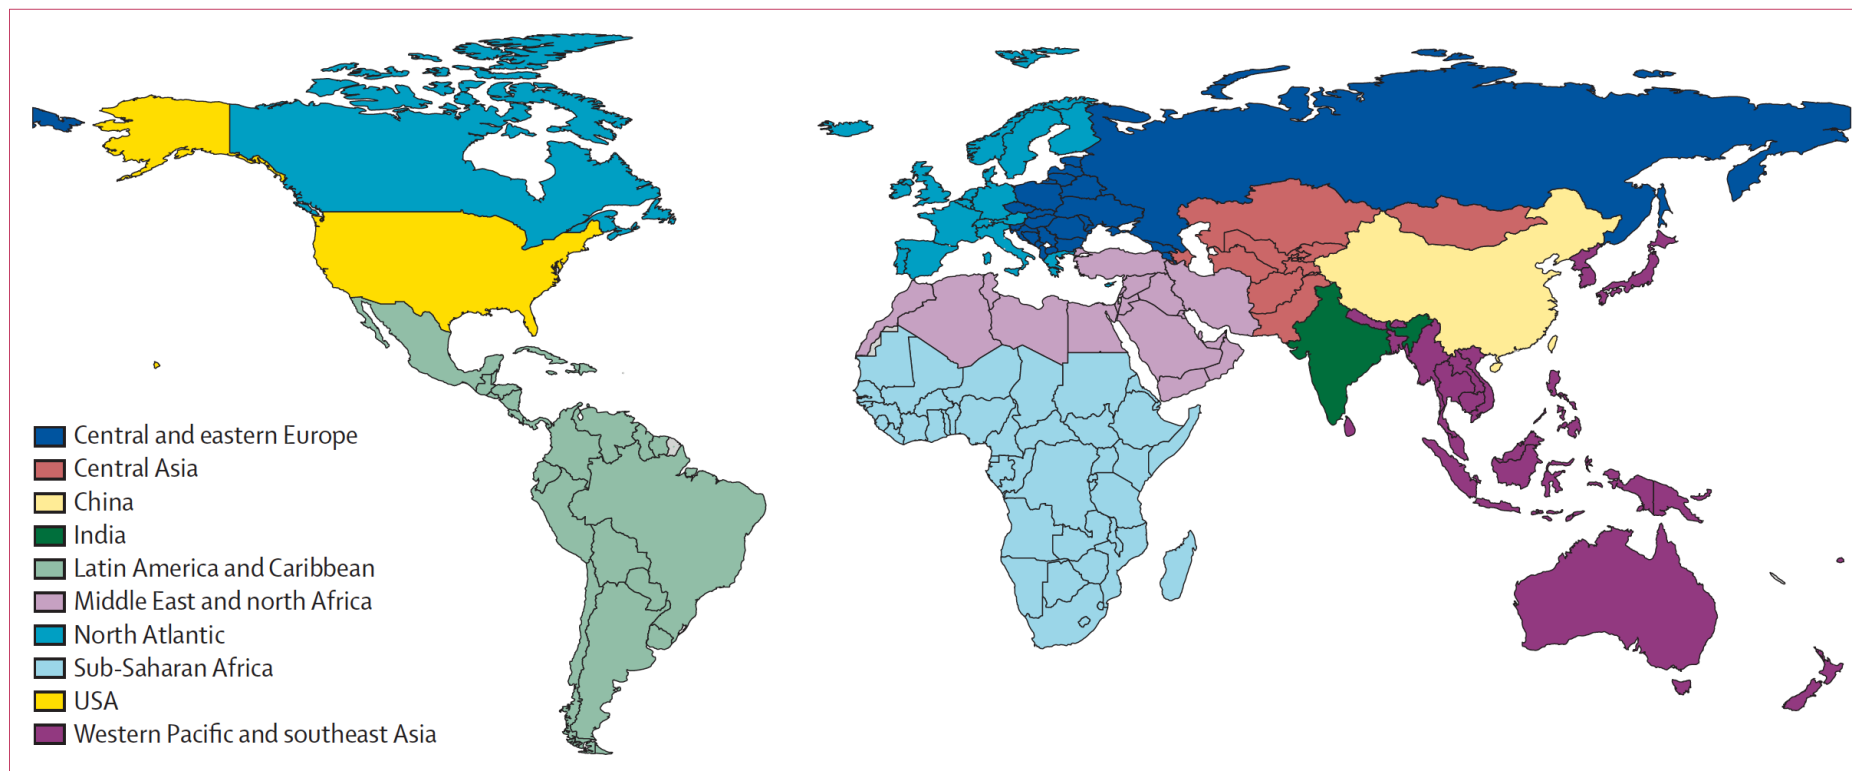 Central and eastern Europe
Central Asia
China
India
Latin America and Caribbean
Middle East and north Africa
North Atlantic
Sub-Saharan Africa
USA
Western Pacific and southeast Asia